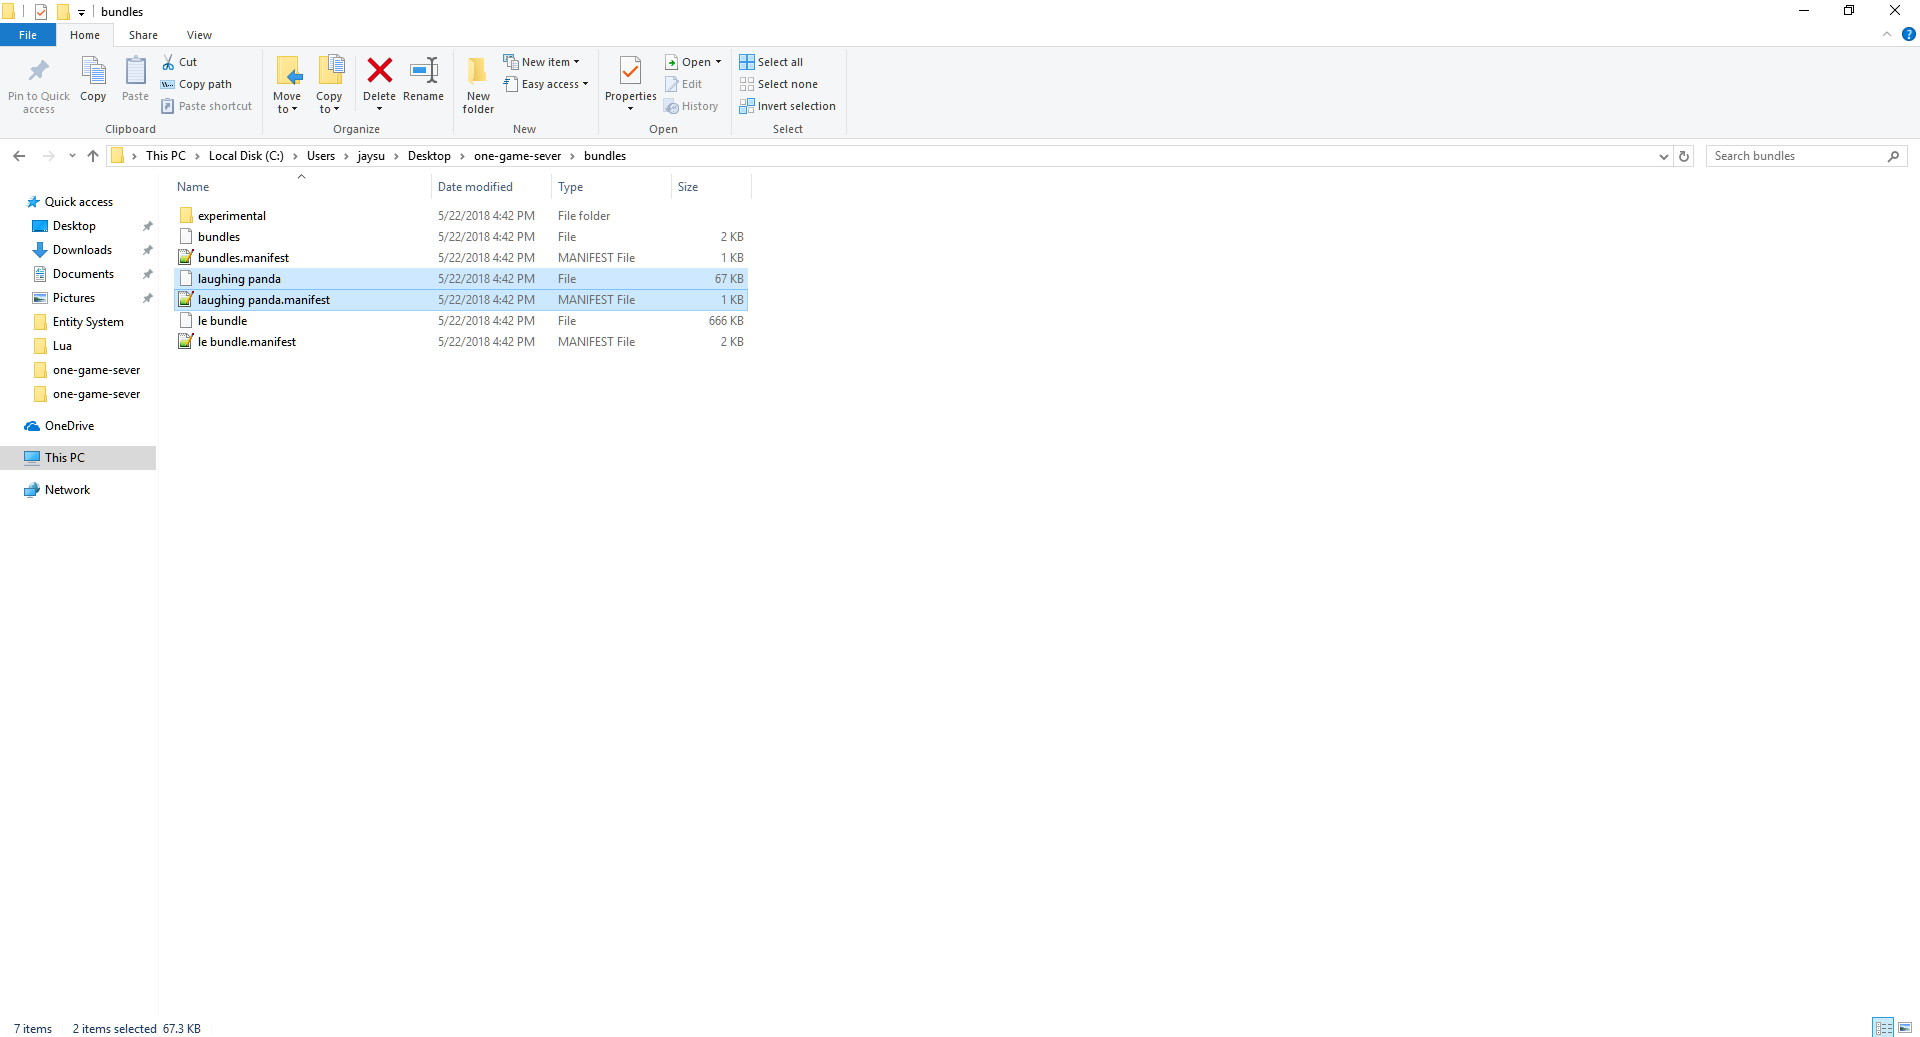 bundles
File Home Share View
Pin to Quick access
Copy
Paste
Cut
Copy path
Paste shortcut
Clipboard
Move to
Copy to
Delete
Rename
Organize
New folder
New item
Easy access
New
Properties
Open
Edit
History
Open
Select all
Select none
Invert selection
Select
This PC Local Disk (C:) Users jaysu Desktop one-game-sever bundles
Search bundles
Quick access
Desktop
Downloads
Documents
Pictures
Entity System
Lua
one-game-sever
one-game-sever
OneDrive
This PC
Network
Name Date modified Type Size
experimental 5/22/2018 4:42 PM File folder
bundles 5/22/2018 4:42 PM File 2 KB
bundles.manifest 5/22/2018 4:42 PM MANIFEST File 1 KB
laughing panda 5/22/2018 4:42 PM File 67 KB
laughing panda.manifest 5/22/2018 4:42 PM MANIFEST File 1 KB
le bundle 5/22/2018 4:42 PM File 666 KB
le bundle.manifest 5/22/2018 4:42 PM MANIFEST File 2 KB
7 items 2 items selected 67.3 KB